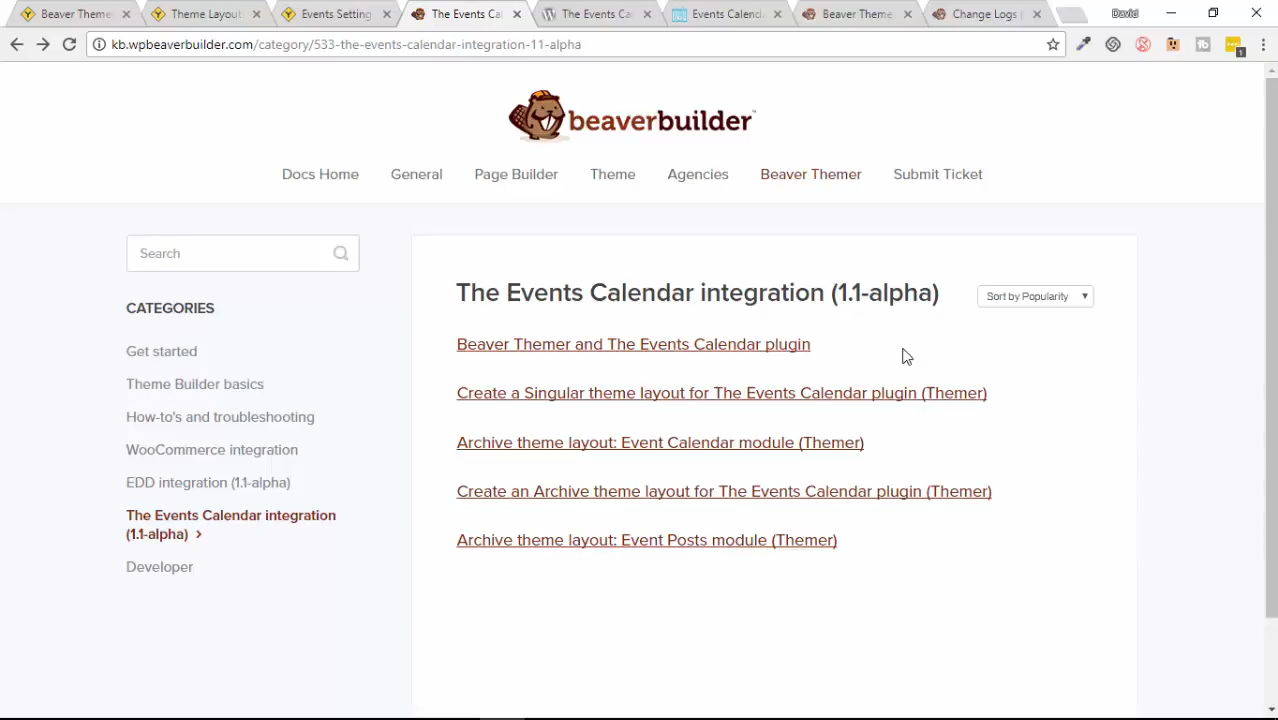 Beaver Theme
Theme Layou
Events Setting
The Events Ca
The Events Ca
Events Calend
Beaver Theme
Change Logs
David
kb.wpbeaverbuilder.com/category/533-the-events-calendar-integration-11-alpha
1
beaverbuilder™
Docs Home
General
Page Builder
Theme
Agencies
Beaver Themer
Submit Ticket
Search
CATEGORIES
Get started
Theme Builder basics
How-to's and troubleshooting
WooCommerce integration
EDD integration (1.1-alpha)
The Events Calendar integration
(1.1-alpha) >
Developer
The Events Calendar integration (1.1-alpha)
Sort by Popularity
Beaver Themer and The Events Calendar plugin
Create a Singular theme layout for The Events Calendar plugin (Themer)
Archive theme layout: Event Calendar module (Themer)
Create an Archive theme layout for The Events Calendar plugin (Themer)
Archive theme layout: Event Posts module (Themer)